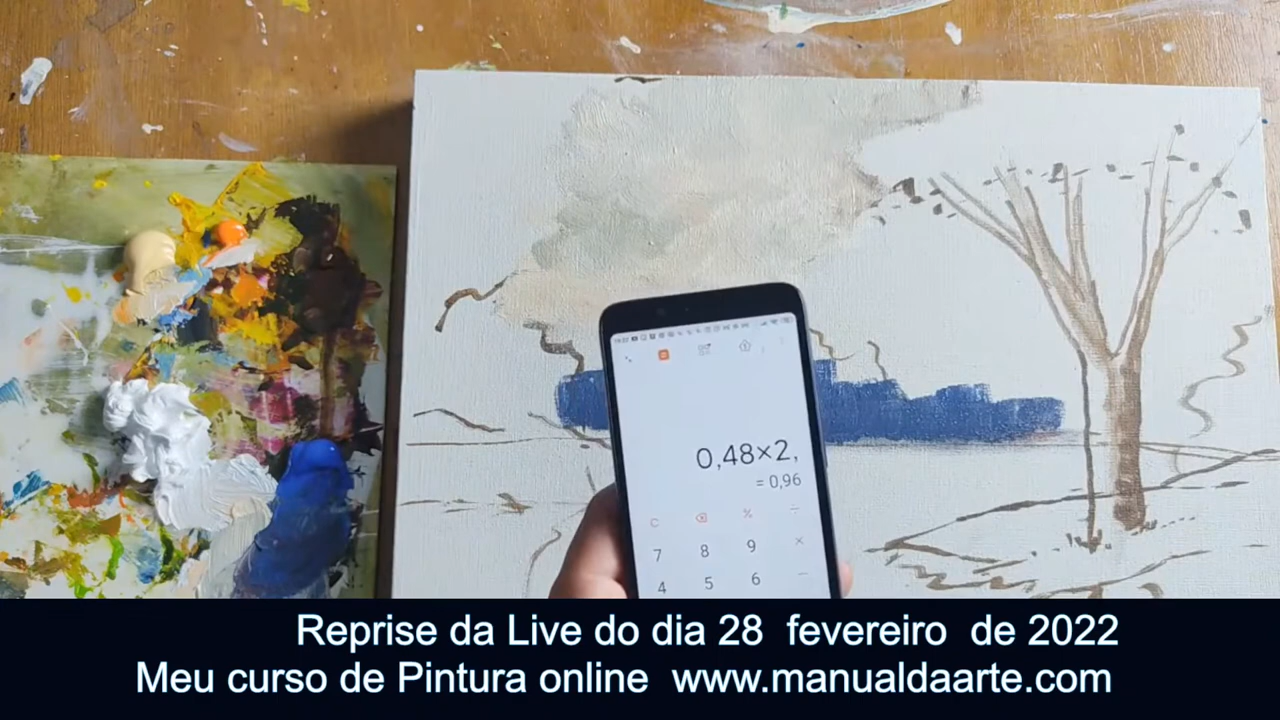 0,48×2,
= 0,96
C % ÷
7 8 9 ×
4 5 6 −
Reprise da Live do dia 28 fevereiro de 2022
Meu curso de Pintura online www.manualdaarte.com